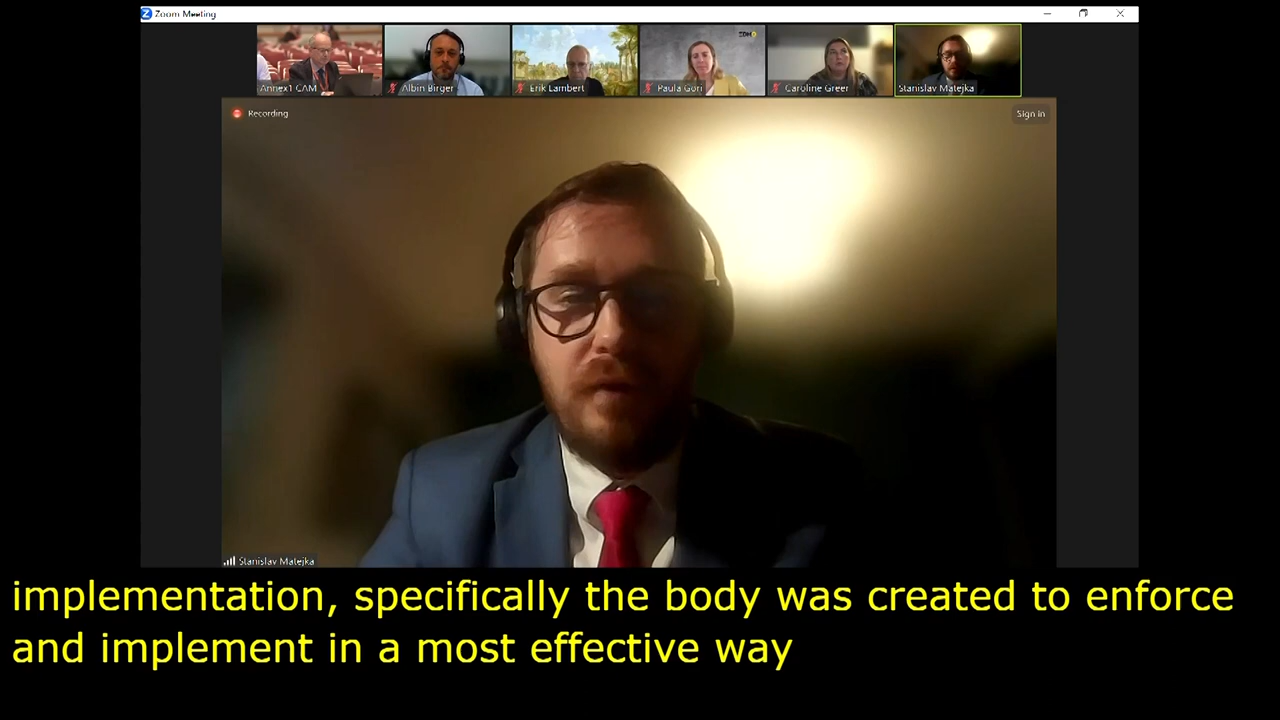 Zoom Meeting
EDMO
Annex1 CAM
Albin Birger
Erik Lambert
Paula Gori
Caroline Greer
Stanislav Matejka
Recording
Sign in
Stanislav Matejka
implementation, specifically the body was created to enforce
and implement in a most effective way